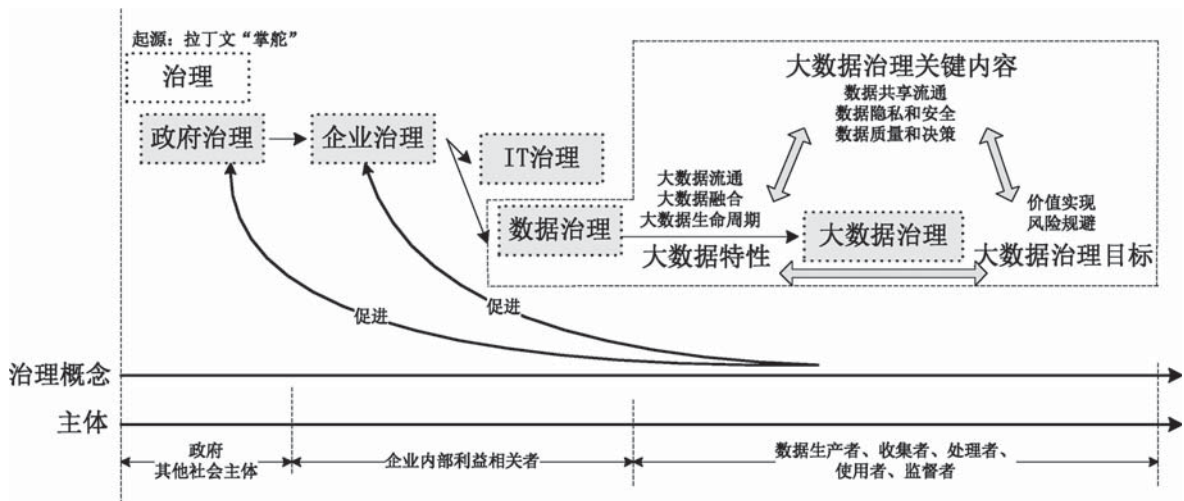 起源：拉丁文“掌舵”
治理
政府治理
企业治理
IT治理
数据治理
大数据流通
大数据融合
大数据生命周期
大数据特性
大数据治理
大数据治理关键内容
数据共享流通
数据隐私和安全
数据质量和决策
价值实现
风险规避
大数据治理目标
促进
促进
治理概念
主体
政府
其他社会主体
企业内部利益相关者
数据生产者、收集者、处理者、
使用者、监督者